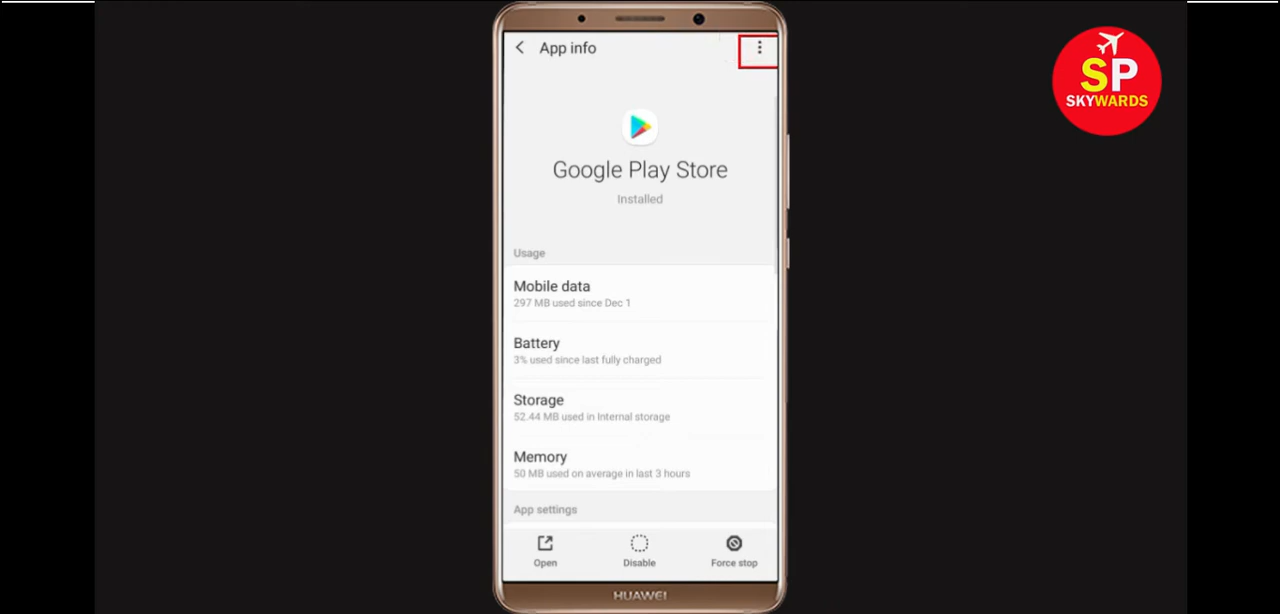 App info
SP
SKYWARDS
Google Play Store
Installed
Usage
Mobile data
297 MB used since Dec 1
Battery
3% used since last fully charged
Storage
52.44 MB used in Internal storage
Memory
50 MB used on average in last 3 hours
App settings
Open
Disable
Force stop
HUAWEI